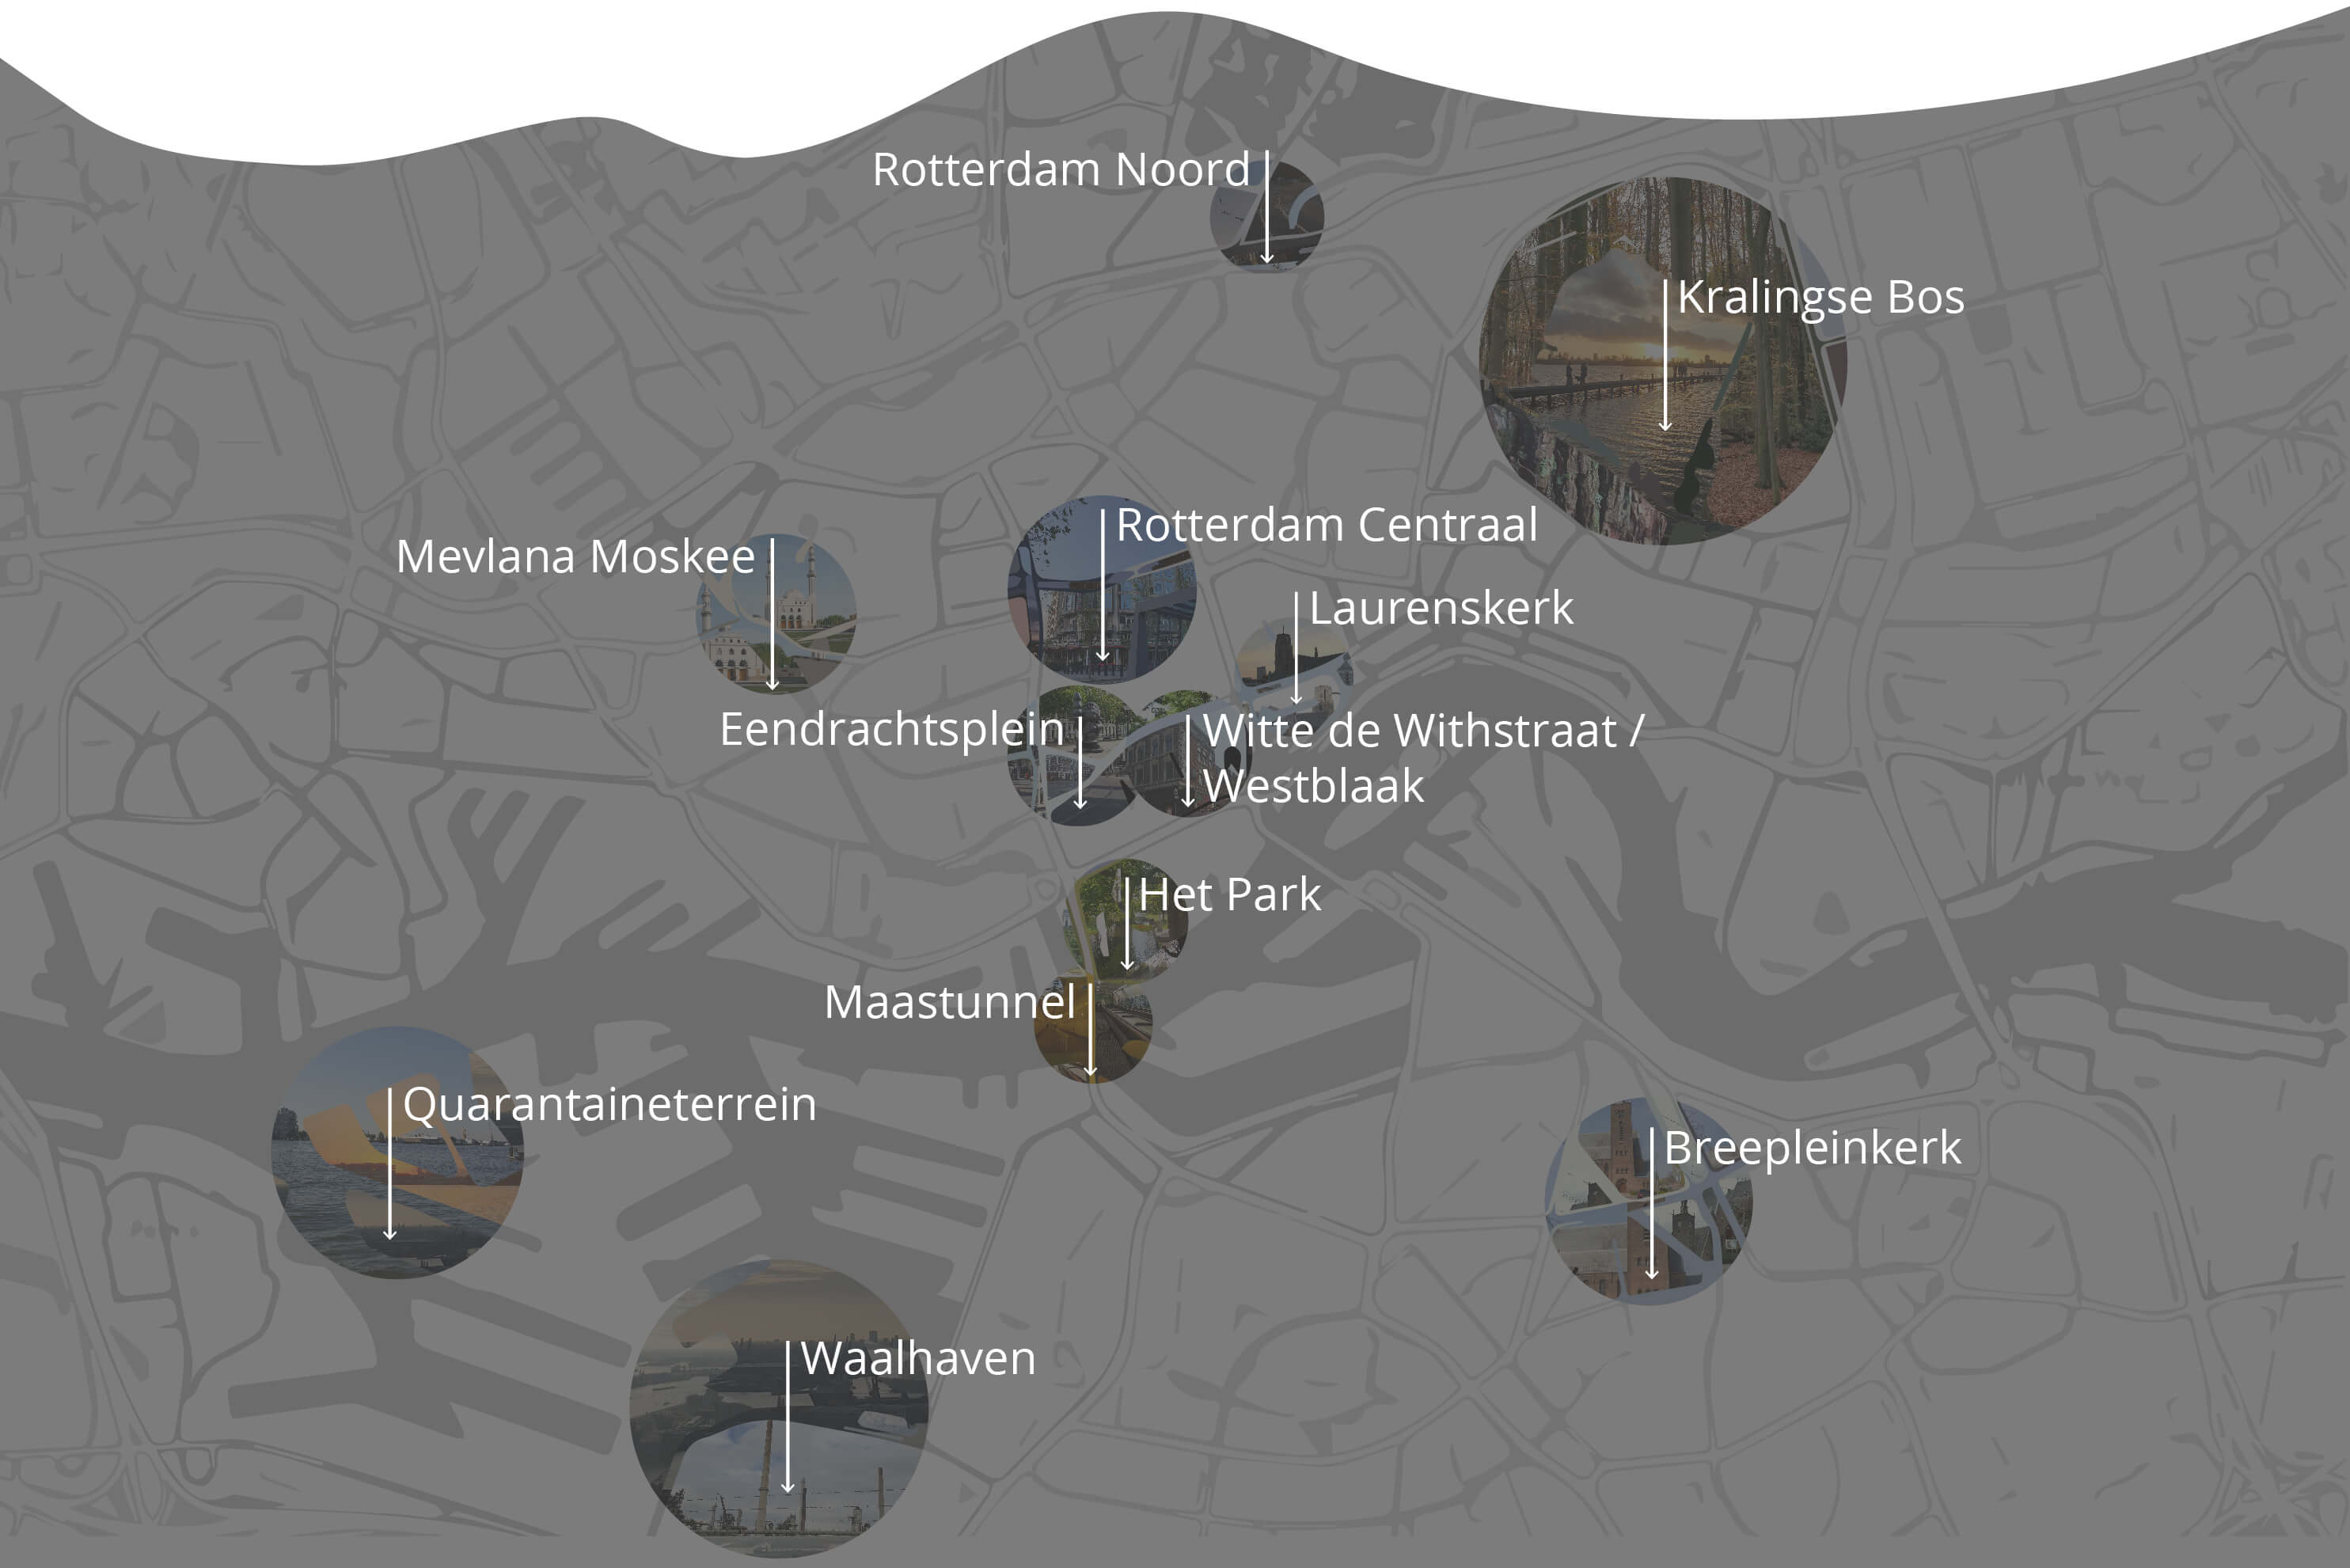 Rotterdam Noord
Kralingse Bos
Rotterdam Centraal
Mevlana Moskee
Laurenskerk
Eendrachtsplein
Witte de Withstraat /
Westblaak
Het Park
Maastunnel
Quarantaineterrein
Breepleinkerk
Waalhaven